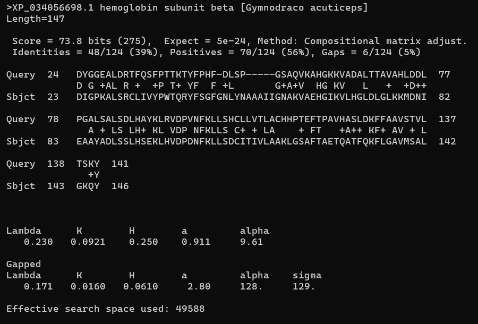 >XP_034056698.1 hemoglobin subunit beta [Gymnodraco acuticeps]
Length=147
Score = 73.8 bits (275),  Expect = 5e-24, Method: Compositional matrix adjust.
Identities = 48/124 (39%), Positives = 70/124 (56%), Gaps = 6/124 (5%)
Query  24   DYGGEALDRTFQSFPTTKTYFPHF-DLSP-----GSAQVKAHGKKVADALTTAVAHLDDL  77
D G +AL R +  +P T+ YF  F +L       G+A+V  HG KV   L   +  +D++
Sbjct  23   DIGPKALSRCLIVYPWTQRYFGSFGNLYNAAAIIGNAKVAEHGIKVLHGLDLGLKKMDNI  82
Query  78   PGALSALSDLHAYKLRVDPVNFKLLSHCLLVTLACHHPTEFTPAVHASLDKFFAAVSTVL  137
A + LS LH+ KL VDP NFKLLS C+ + LA     + FT     +A++ KF+ AV + L
Sbjct  83   EAAYADLSSLHSEKLHVDPDNFKLLSDCITIVLAAKLGSAFTAETQATFQKFLGAVMSAL  142
Query  138  TSKY  141
+Y
Sbjct  143  GKQY  146
Lambda      K        H        a         alpha
0.230   0.0921    0.250    0.911     9.61
Gapped
Lambda      K        H        a         alpha    sigma
0.171   0.0160   0.0610     2.80     128.     129.
Effective search space used: 49588